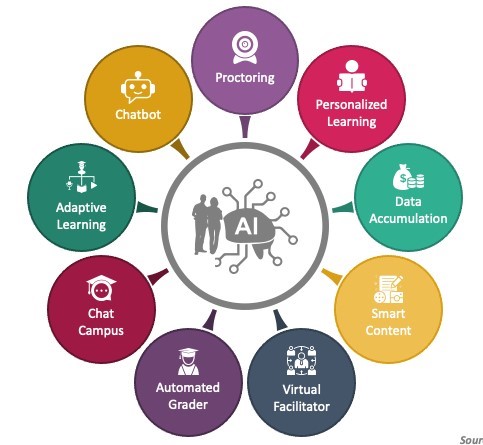 Proctoring
Personalized
Learning
Data
Accumulation
Smart
Content
Virtual
Facilitator
Automated
Grader
Chat
Campus
Adaptive
Learning
Chatbot
AI
$
Sour